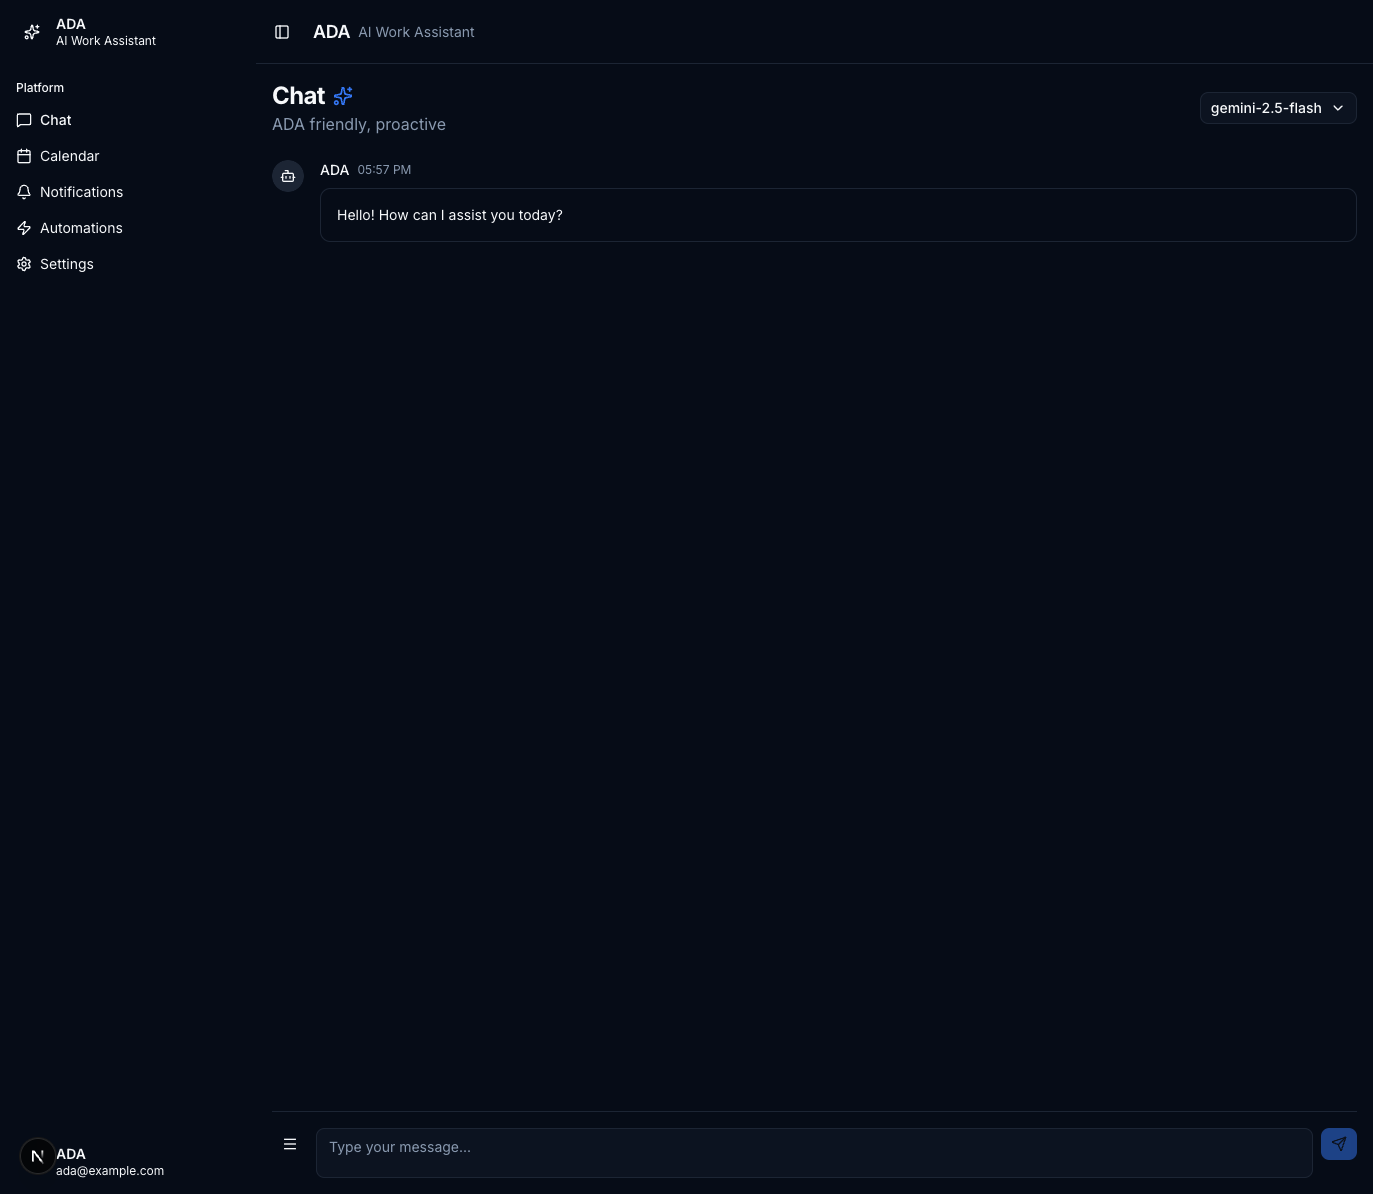 ADA
AI Work Assistant
Platform
Chat
Calendar
Notifications
Automations
Settings
ADA
ada@example.com
ADA AI Work Assistant
Chat
ADA friendly, proactive
gemini-2.5-flash
ADA 05:57 PM
Hello! How can I assist you today?
Type your message...